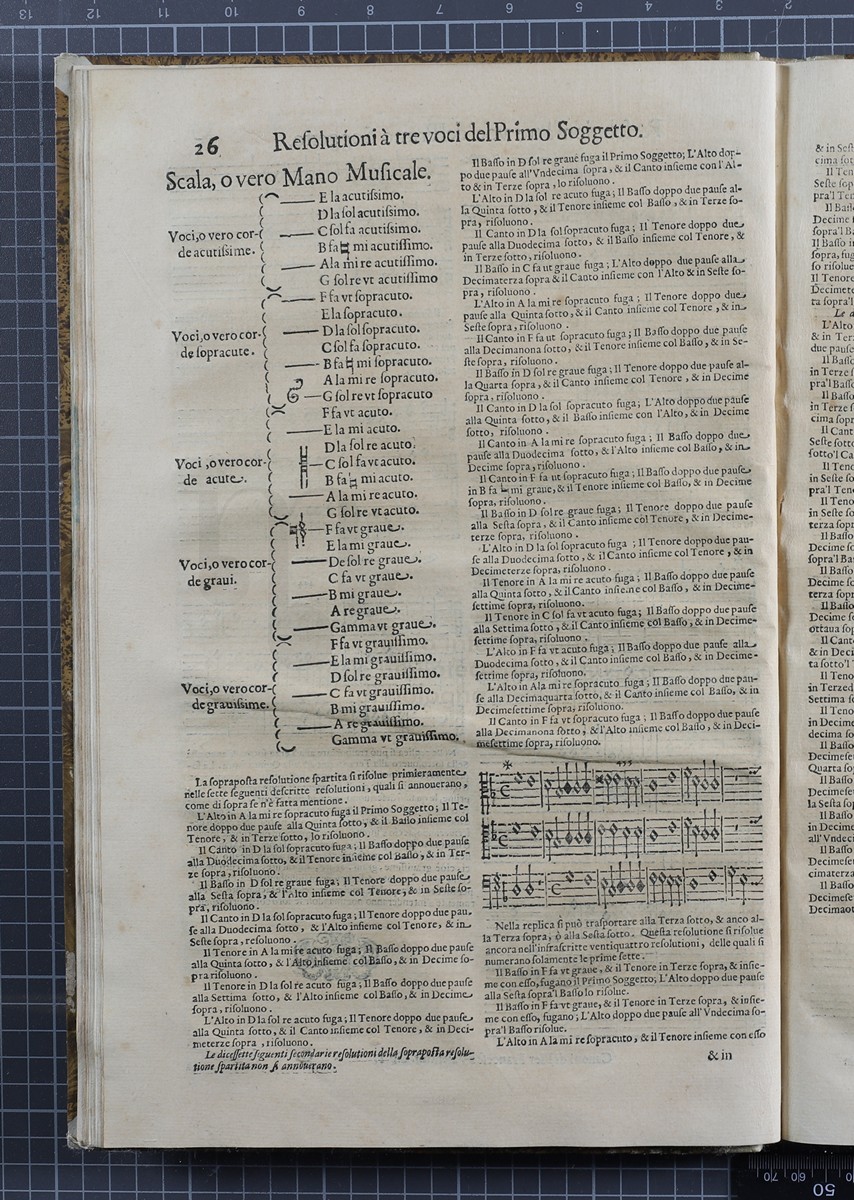 26
Resolutioni à tre voci del Primo Soggetto.
Scala, o vero Mano Musicale.
E la acutissimo.
D la sol acutissimo.
Voci, o vero cor-
de acutissime.
C sol fa acutissimo.
B fa ♮ mi acutissimo.
A la mi re acutissimo.
G sol re vt acutissimo
F fa vt sopracuto.
E la sopracuto.
Voci, o vero cor-
de sopracute.
D la sol sopracuto.
C sol fa sopracuto.
B fa ♮ mi sopracuto.
A la mi re sopracuto.
G sol re vt sopracuto
F fa vt acuto.
E la mi acuto.
D la sol re acuto.
Voci, o vero cor-
de acute.
C sol fa vt acuto.
B fa ♮ mi acuto.
A la mi re acuto.
G sol re vt acuto.
F fa vt graue.
E la mi graue.
Voci, o vero cor-
de graui.
De sol re graue.
C fa vt graue.
B mi graue.
A re graue.
Gamma vt graue.
F fa vt grauissimo.
E la mi grauissimo.
D sol re grauissimo.
Voci, o vero cor-
de grauissime.
C fa vt grauissimo.
B mi grauissimo.
A re grauissimo.
Gamma vt grauissimo.
La sopraposta resolutione spartita si risolue primieramente
nelle sette seguenti descritte resolutioni, quali si annouerano,
come di sopra se n'è fatta mentione.
L'Alto in A la mi re sopracuto fuga il Primo Soggetto; Il Te-
nore doppo due pause alla Quinta sotto, & il Basso insieme col
Tenore, & in Terze sotto, lo risoluono.
Il Canto in D la sol sopracuto fuga; Il Basso doppo due pause
alla Duodecima sotto, & il Tenore insieme col Basso, & in Ter-
ze sopra, risoluono.
Il Basso in D sol re graue fuga; Il Tenore doppo due pause
alla Sesta sopra, & l'Alto insieme col Tenore, & in Seste so-
pra, risoluono.
Il Canto in D la sol sopracuto fuga; Il Tenore doppo due pau-
se alla Duodecima sotto, & l'Alto insieme col Tenore, & in
Seste sopra, resoluono.
Il Tenore in A la mi re acuto fuga; Il Basso doppo due pause
alla Quinta sotto, & l'Alto insieme col Basso, & in Decime so-
pra risoluono.
Il Tenore in D la sol re acuto fuga; Il Basso doppo due pause
alla Settima sotto, & l'Alto insieme col Basso, & in Decime
sopra, risoluono.
L'Alto in D la sol re acuto fuga; Il Tenore doppo due pause
alla Quinta sotto, & il Canto insieme col Tenore, & in Deci-
meterze sopra, risoluono.
Le dicessette siguenti secondarie resolutioni della sopraposta resolu-
tione spartita non si annouerano.
Il Basso in D sol re graue fuga il Primo Soggetto; L'Alto dop-
po due pause all'Vndecima sopra, & il Canto insieme con l'Al-
to & in Terze sopra, lo risoluono.
L'Alto in D la sol re acuto fuga; Il Basso doppo due pause al-
la Quinta sotto, & il Tenore insieme col Basso, & in Terze so-
pra, risoluono.
Il Canto in D la sol sopracuto fuga; Il Tenore doppo due
pause alla Duodecima sotto, & il Basso insieme col Tenore, &
in Terze sotto, risoluono.
Il Basso in C fa ut graue fuga; L'Alto doppo due pause alla
Decimaterza sopra & il Canto insieme con l'Alto & in Seste so-
pra, risoluono.
L'Alto in A la mi re sopracuto fuga; Il Tenore doppo due
pause alla Quinta sotto, & il Canto insieme col Tenore, & in
Seste sopra, risoluono.
Il Canto in F fa ut sopracuto fuga; Il Basso doppo due pause
alla Decimanona sotto, & il Tenore insieme col Basso, & in Se-
ste sopra, risoluono.
Il Basso in D sol re graue fuga; Il Tenore doppo due pause al-
la Quarta sopra, & il Canto insieme col Tenore, & in Decime
sopra, risoluono.
Il Canto in D la sol sopracuto fuga; L'Alto doppo due pause
alla Quinta sotto, & il Basso insieme con l'Alto, & in Decime
sotto, risoluono.
Il Canto in A la mi re sopracuto fuga; Il Basso doppo due
pause alla Duodecima sotto, & l'Alto insieme col Basso, & in
Decime sopra, risoluono.
Il Canto in F fa ut sopracuto fuga; Il Basso doppo due pause
in B fa ♮ mi graue, & il Tenore insieme col Basso, & in Decime
sopra, risoluono.
Il Basso in D sol re graue fuga; Il Tenore doppo due pause
alla Sesta sopra, & il Canto insieme col Tenore, & in Decime-
terze sopra, risoluono.
L'Alto in D la sol sopracuto fuga; Il Tenore doppo due pau-
se alla Duodecima sotto, & il Canto insieme col Tenore, & in
Decimeterze sopra, risoluono.
Il Tenore in A la mi re acuto fuga; Il Basso doppo due pause
alla Quinta sotto, & il Canto insieme col Basso, & in Decime-
settime sopra, risoluono.
Il Tenore in C sol fa vt acuto fuga; Il Basso doppo due pause
alla Settima sotto, & il Canto insieme col Basso, & in Decime-
settime sopra, risoluono.
L'Alto in F fa vt acuto fuga; Il Basso doppo due pause alla
Duodecima sotto, & il Canto insieme col Basso, & in Decime-
settime sopra, risoluono.
L'Alto in A la mi re sopracuto fuga; Il Basso doppo due pau-
se alla Decimaquarta sotto, & il Canto insieme col Basso, & in
Decimesettime sopra, risoluono.
Il Canto in F fa vt sopracuto fuga; Il Basso doppo due pause
alla Decimanona sotto, & l'Alto insieme col Basso, & in Deci-
mesettime sopra, risoluono.
Nella replica si può trasportare alla Terza sotto, & anco al-
la Terza sopra, ò alla Sesta sotto. Questa resolutione si risolue
ancora nell'infrascritte ventiquattro resolutioni, delle quali si
numerano solamente le prime sette.
Il Basso in F fa vt graue, & il Tenore in Terze sopra, & insie-
me con esso, fugano il Primo Soggetto; L'Alto doppo due pause
alla Sesta sopra'l Basso lo risolue.
Il Basso in F fa vt graue, & il Tenore in Terze sopra, & insie-
me con esso, fugano; L'Alto doppo due pause all'Vndecima so-
pra'l Basso risolue.
L'Alto in A la mi re sopracuto, & il Tenore insieme con esso
& in